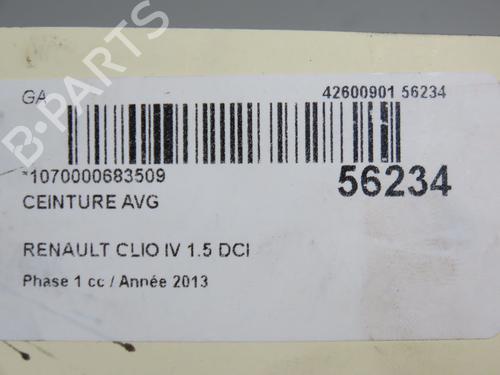 GA
42600901 56234
*1070000683509
56234
CEINTURE AVG
RENAULT CLIO IV 1.5 DCI
Phase 1 cc / Année 2013
B-PARTS